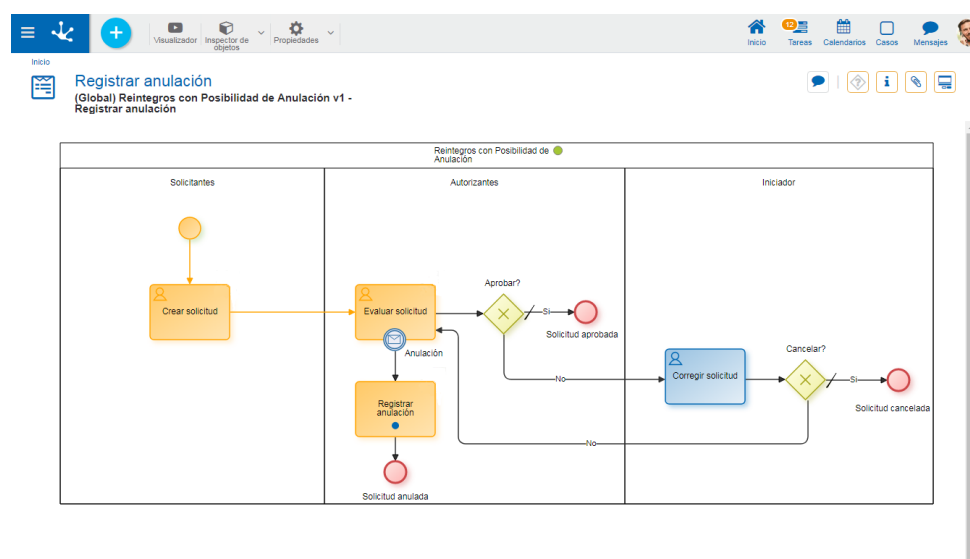 Visualizador
Inspector de
objetos
Propiedades
Inicio
12
Tareas
Calendarios
Casos
Mensajes
Inicio
Registrar anulación
(Global) Reintegros con Posibilidad de Anulación v1 -
Registrar anulación
Reintegros con Posibilidad de
Anulación
Solicitantes
Autorizantes
Iniciador
Crear solicitud
Evaluar solicitud
Anulación
Aprobar?
Si
Solicitud aprobada
No
Corregir solicitud
Cancelar?
Si
Solicitud cancelada
Registrar
anulación
No
Solicitud anulada